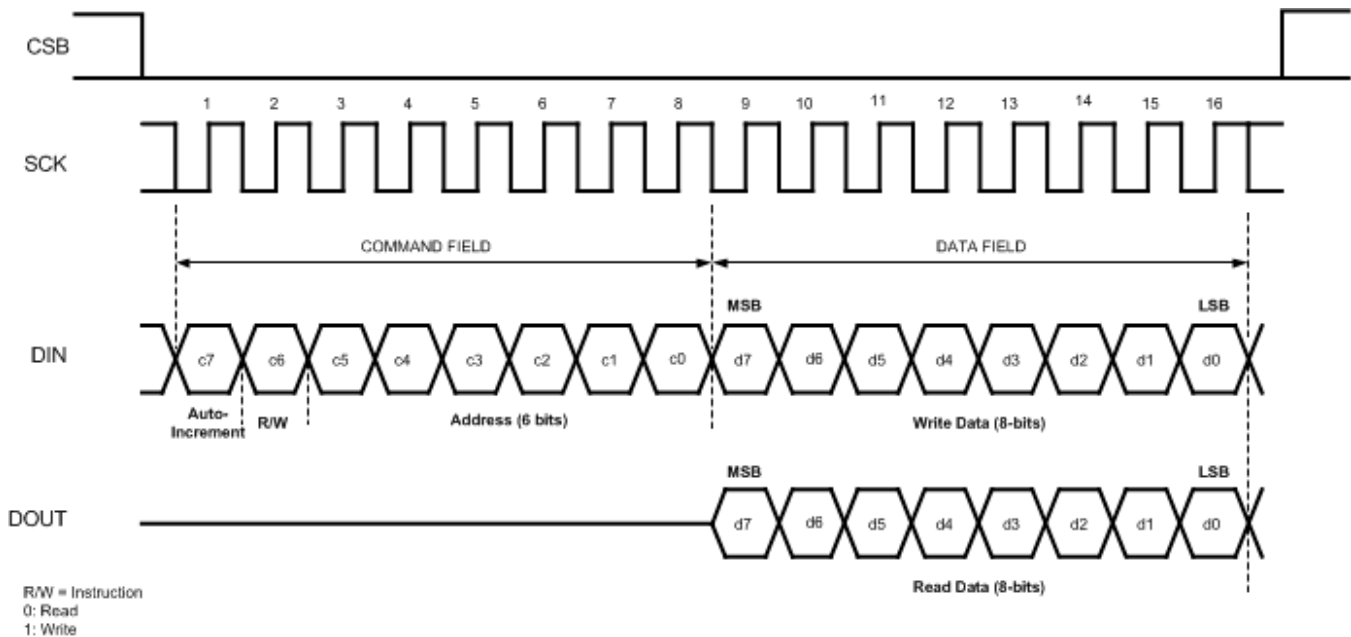 CSB
1 2 3 4 5 6 7 8 9 10 11 12 13 14 15 16
SCK
COMMAND FIELD DATA FIELD
MSB LSB
DIN c7 c6 c5 c4 c3 c2 c1 c0 d7 d6 d5 d4 d3 d2 d1 d0
Auto-
Increment R/W Address (6 bits) Write Data (8-bits)
MSB LSB
DOUT d7 d6 d5 d4 d3 d2 d1 d0
Read Data (8-bits)
R/W = Instruction
0: Read
1: Write